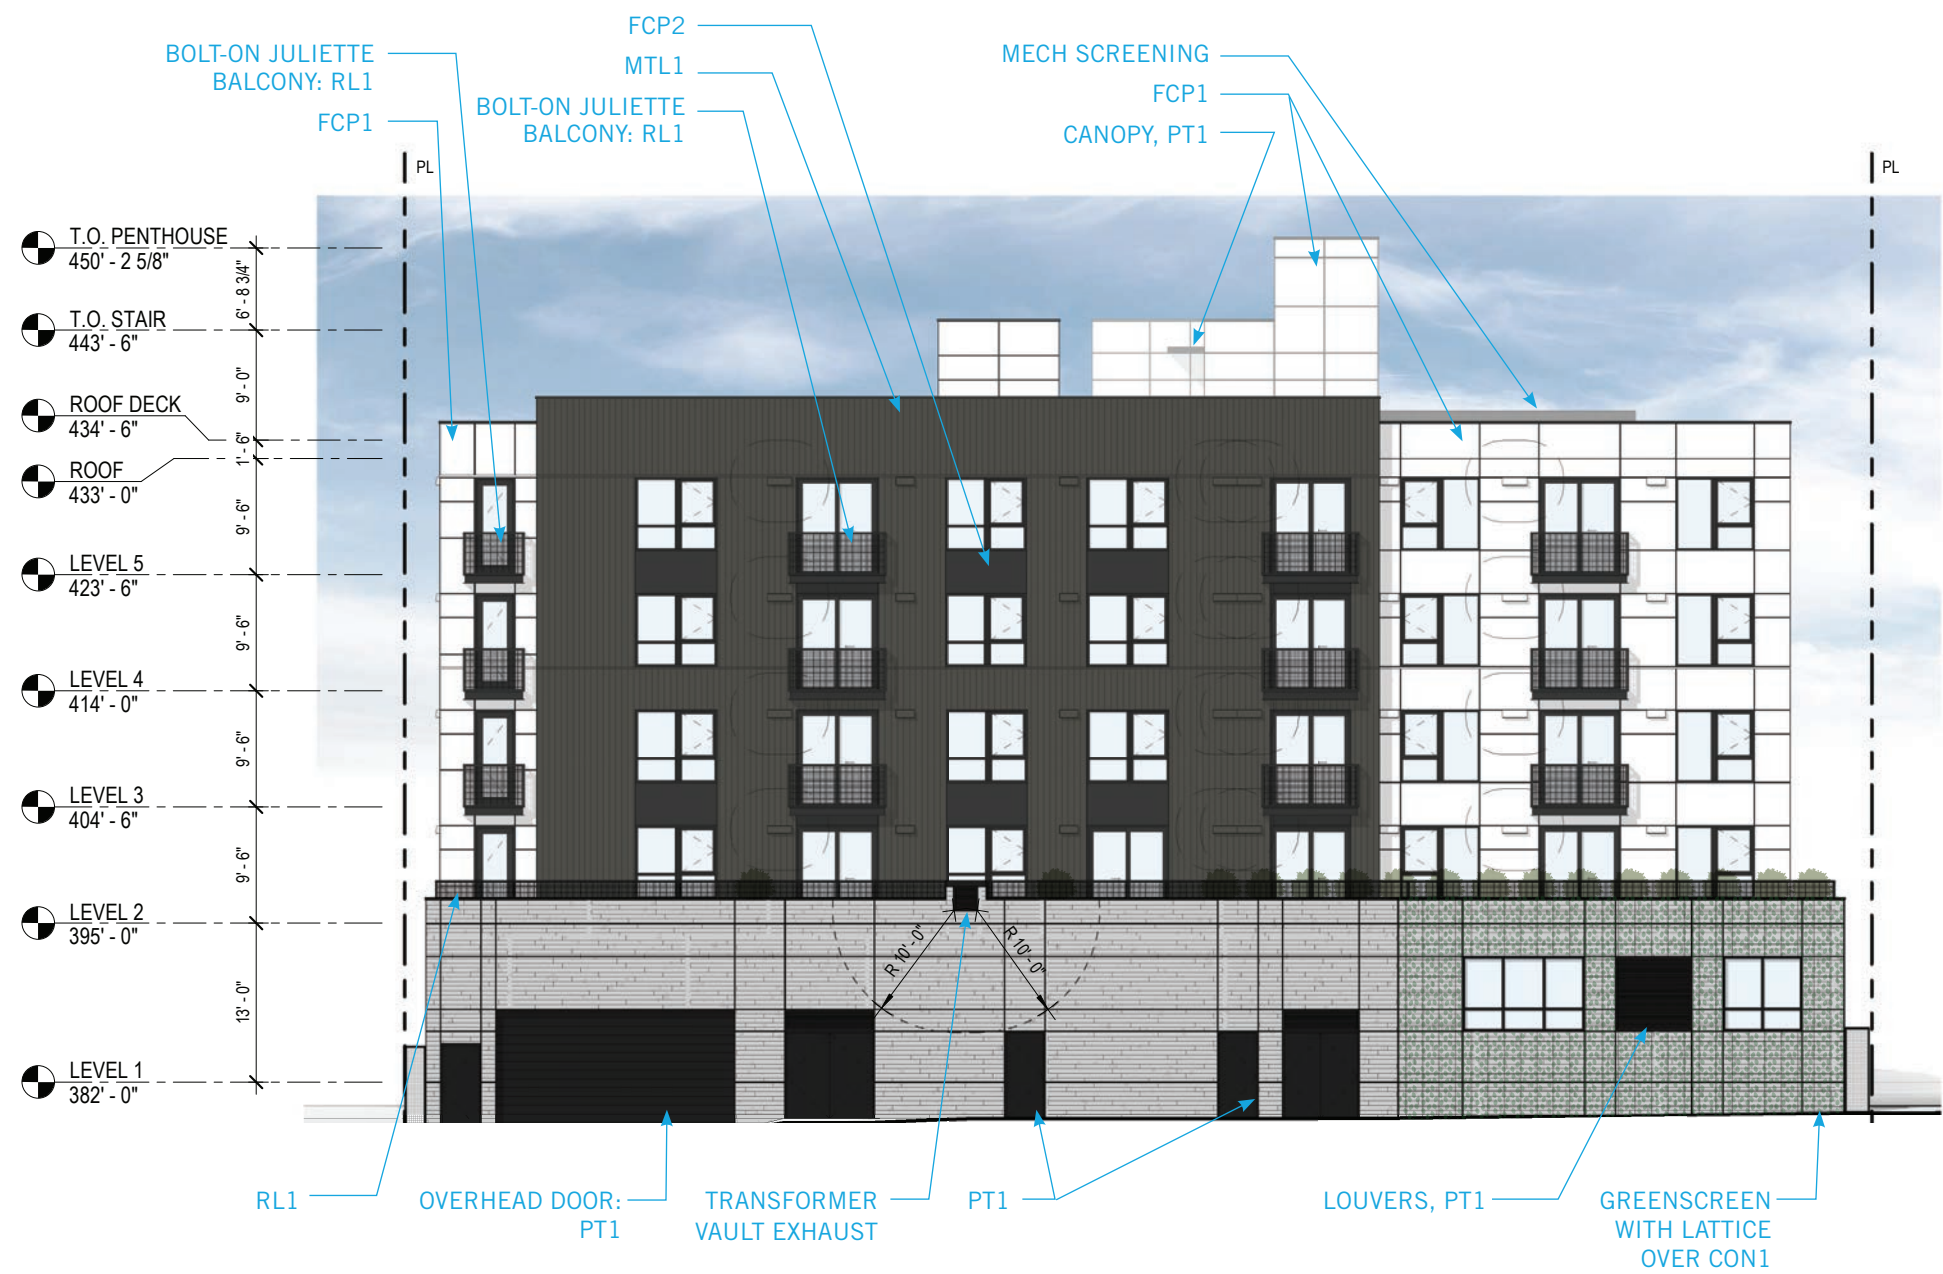 FCP2
BOLT-ON JULIETTE
BALCONY: RL1
MECH SCREENING
MTL1
FCP1
BOLT-ON JULIETTE
BALCONY: RL1
FCP1
CANOPY, PT1
PL
PL
T.O. PENTHOUSE
450' - 2 5/8"
6' - 8 3/4"
T.O. STAIR
443' - 6"
9' - 0"
ROOF DECK
434' - 6"
1' - 6"
ROOF
433' - 0"
9' - 6"
LEVEL 5
423' - 6"
9' - 6"
LEVEL 4
414' - 0"
9' - 6"
LEVEL 3
404' - 6"
9' - 6"
LEVEL 2
395' - 0"
R 10' - 0"
R 10' - 0"
13' - 0"
LEVEL 1
382' - 0"
RL1
OVERHEAD DOOR:
PT1
TRANSFORMER
VAULT EXHAUST
PT1
LOUVERS, PT1
GREENSCREEN
WITH LATTICE
OVER CON1